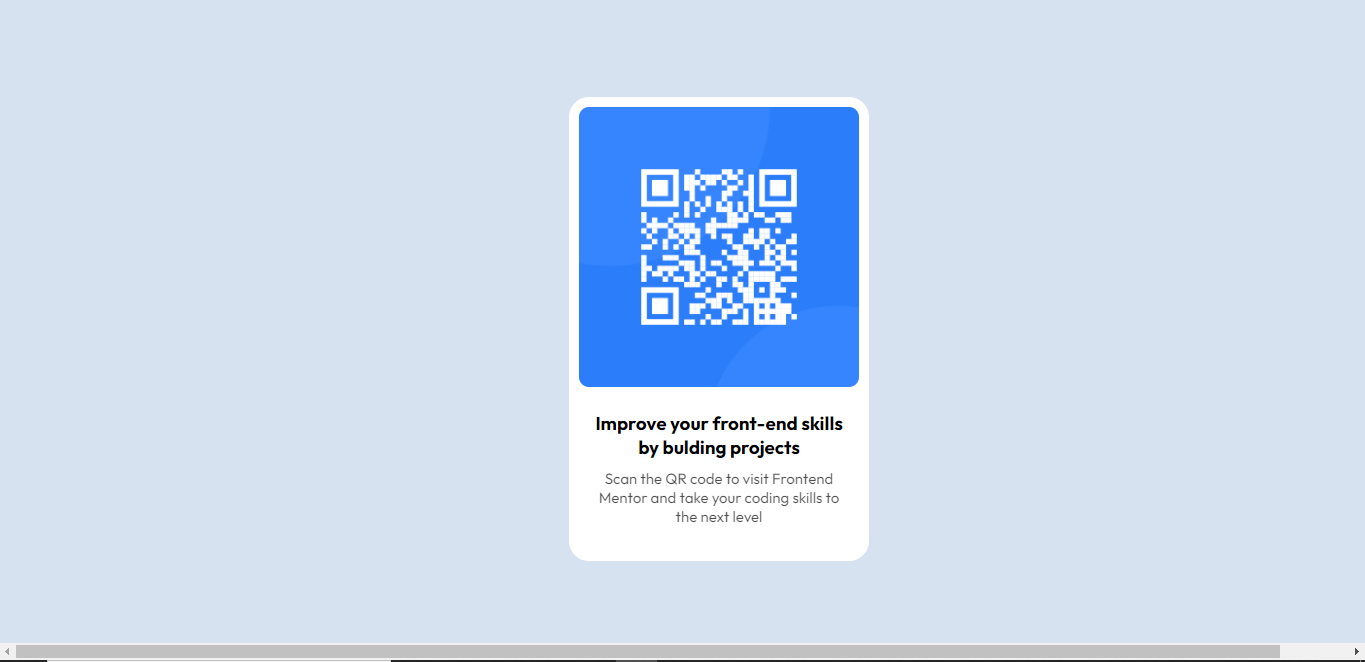 Improve your front-end skills
by bulding projects
Scan the QR code to visit Frontend
Mentor and take your coding skills to
the next level